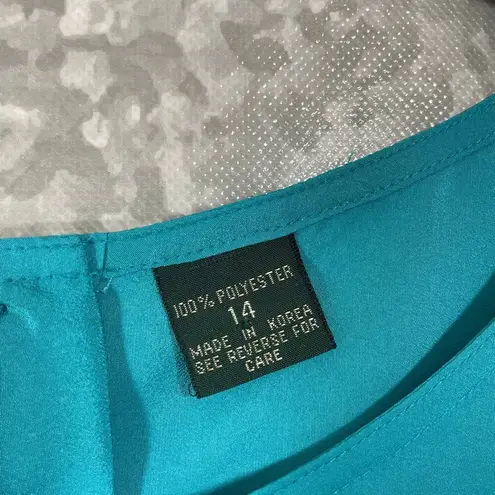 100% POLYESTER
14
MADE IN KOREA
SEE REVERSE FOR
CARE